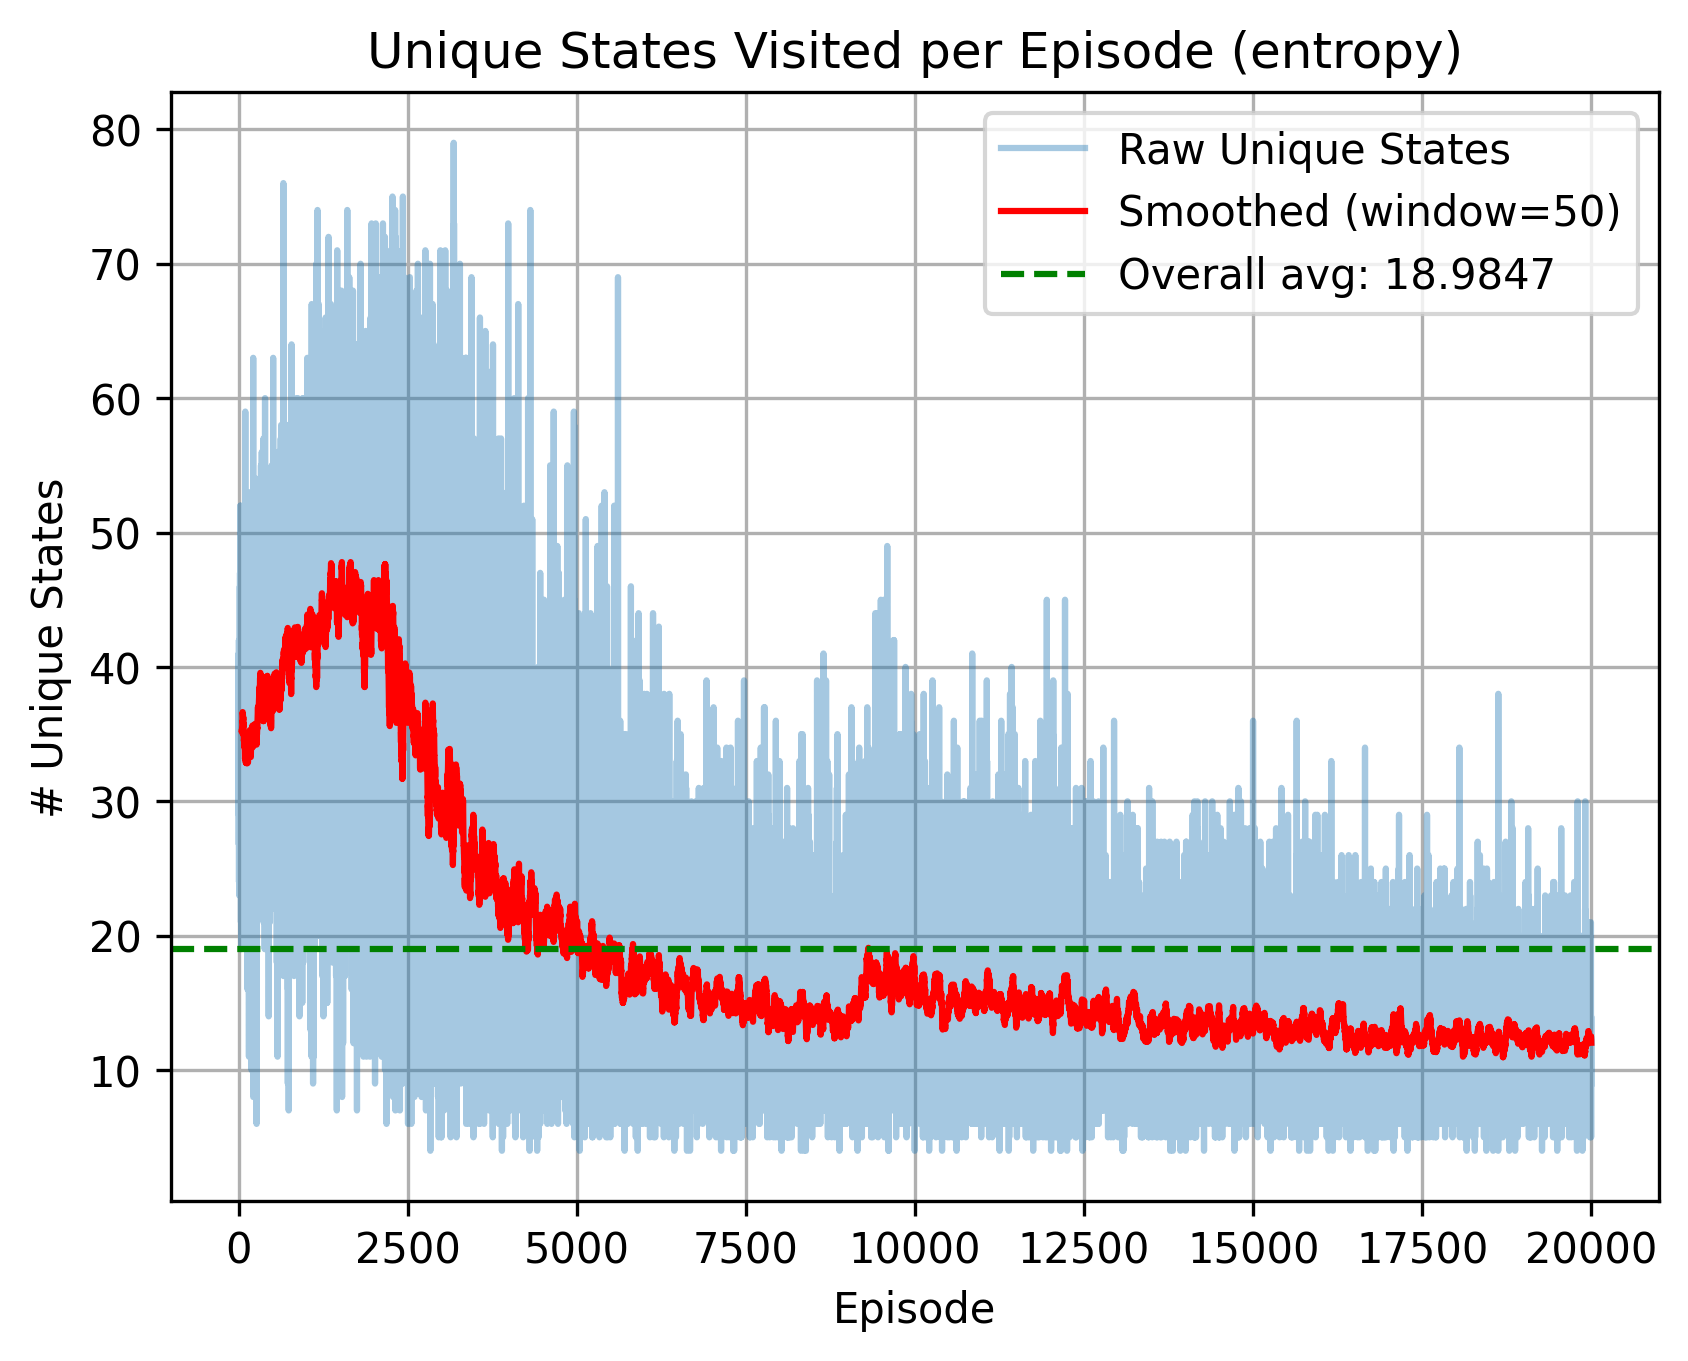 Unique States Visited per Episode (entropy)
Raw Unique States
Smoothed (window=50)
Overall avg: 18.9847
# Unique States
80
70
60
50
40
30
20
10
0 2500 5000 7500 10000 12500 15000 17500 20000
Episode